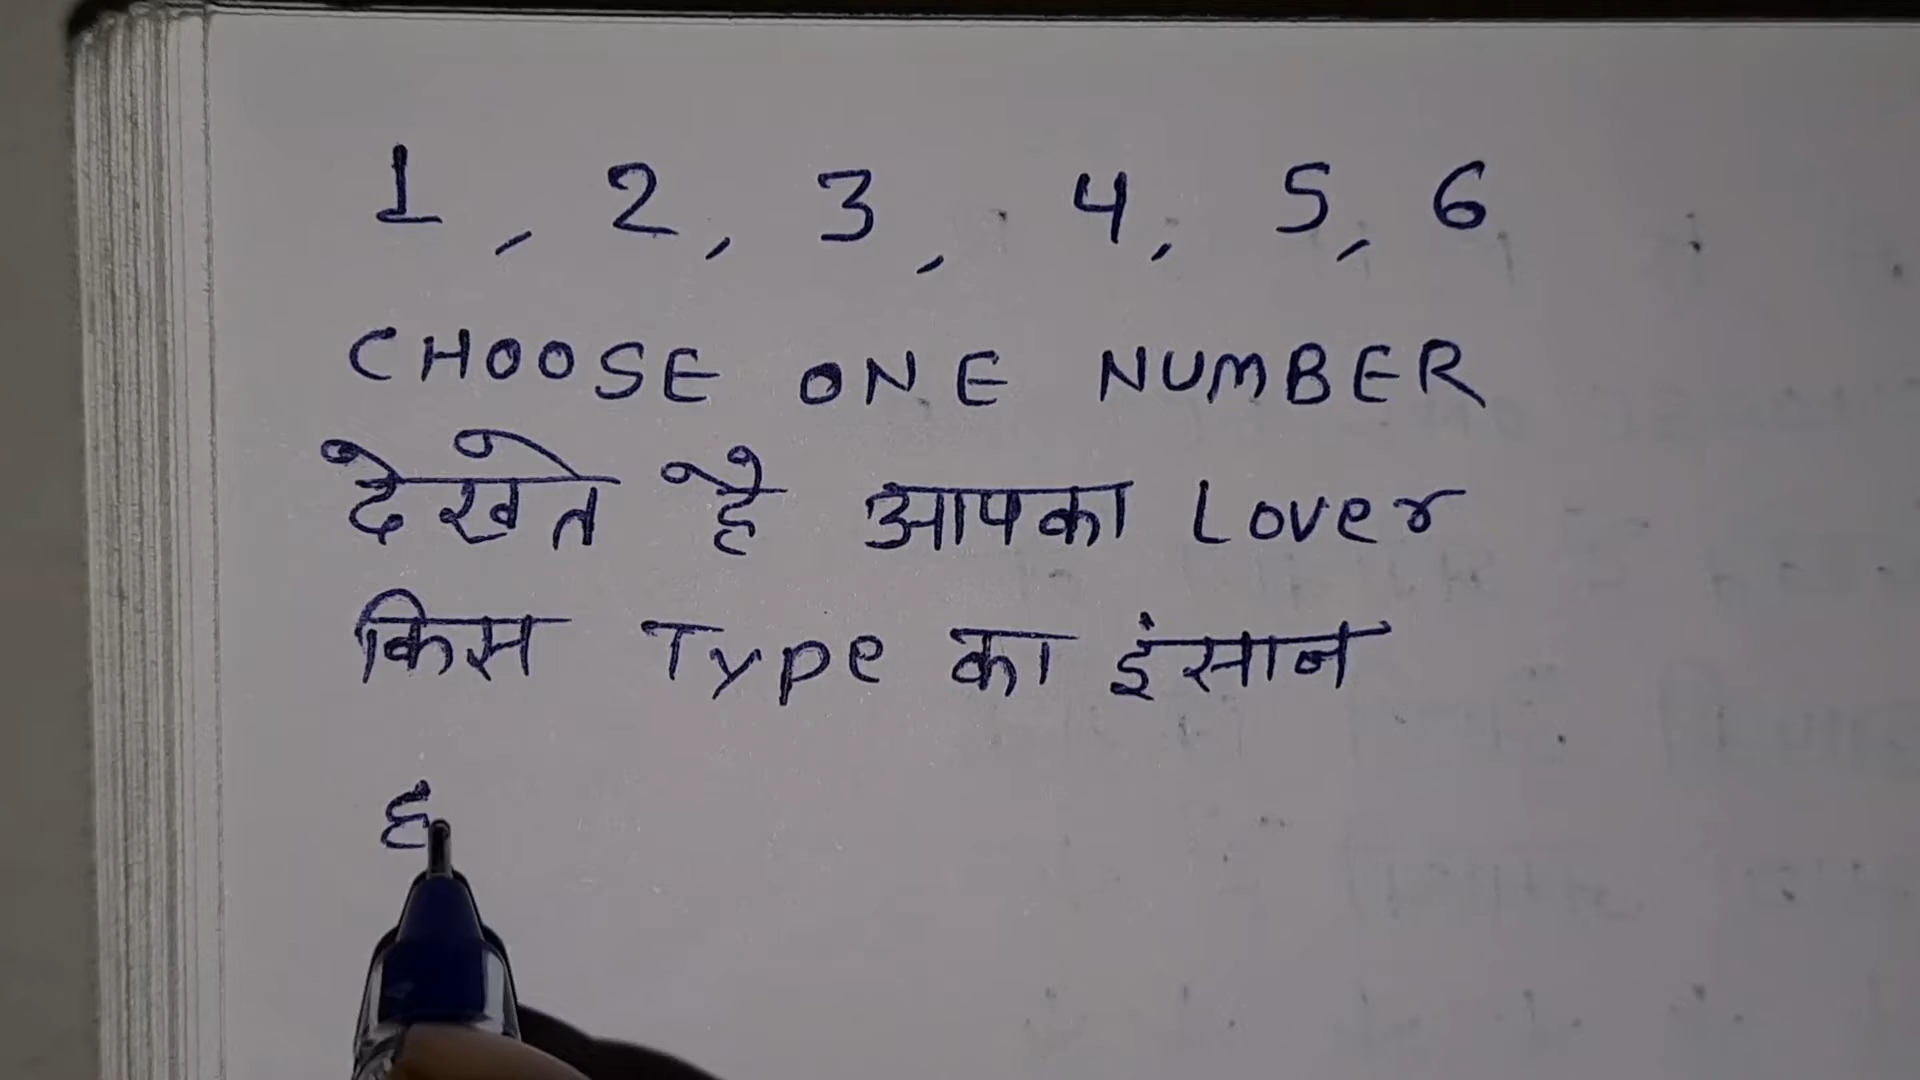 1, 2, 3, 4, 5, 6
CHOOSE ONE NUMBER
देखते है आपका Lover
किस Type का इंसान